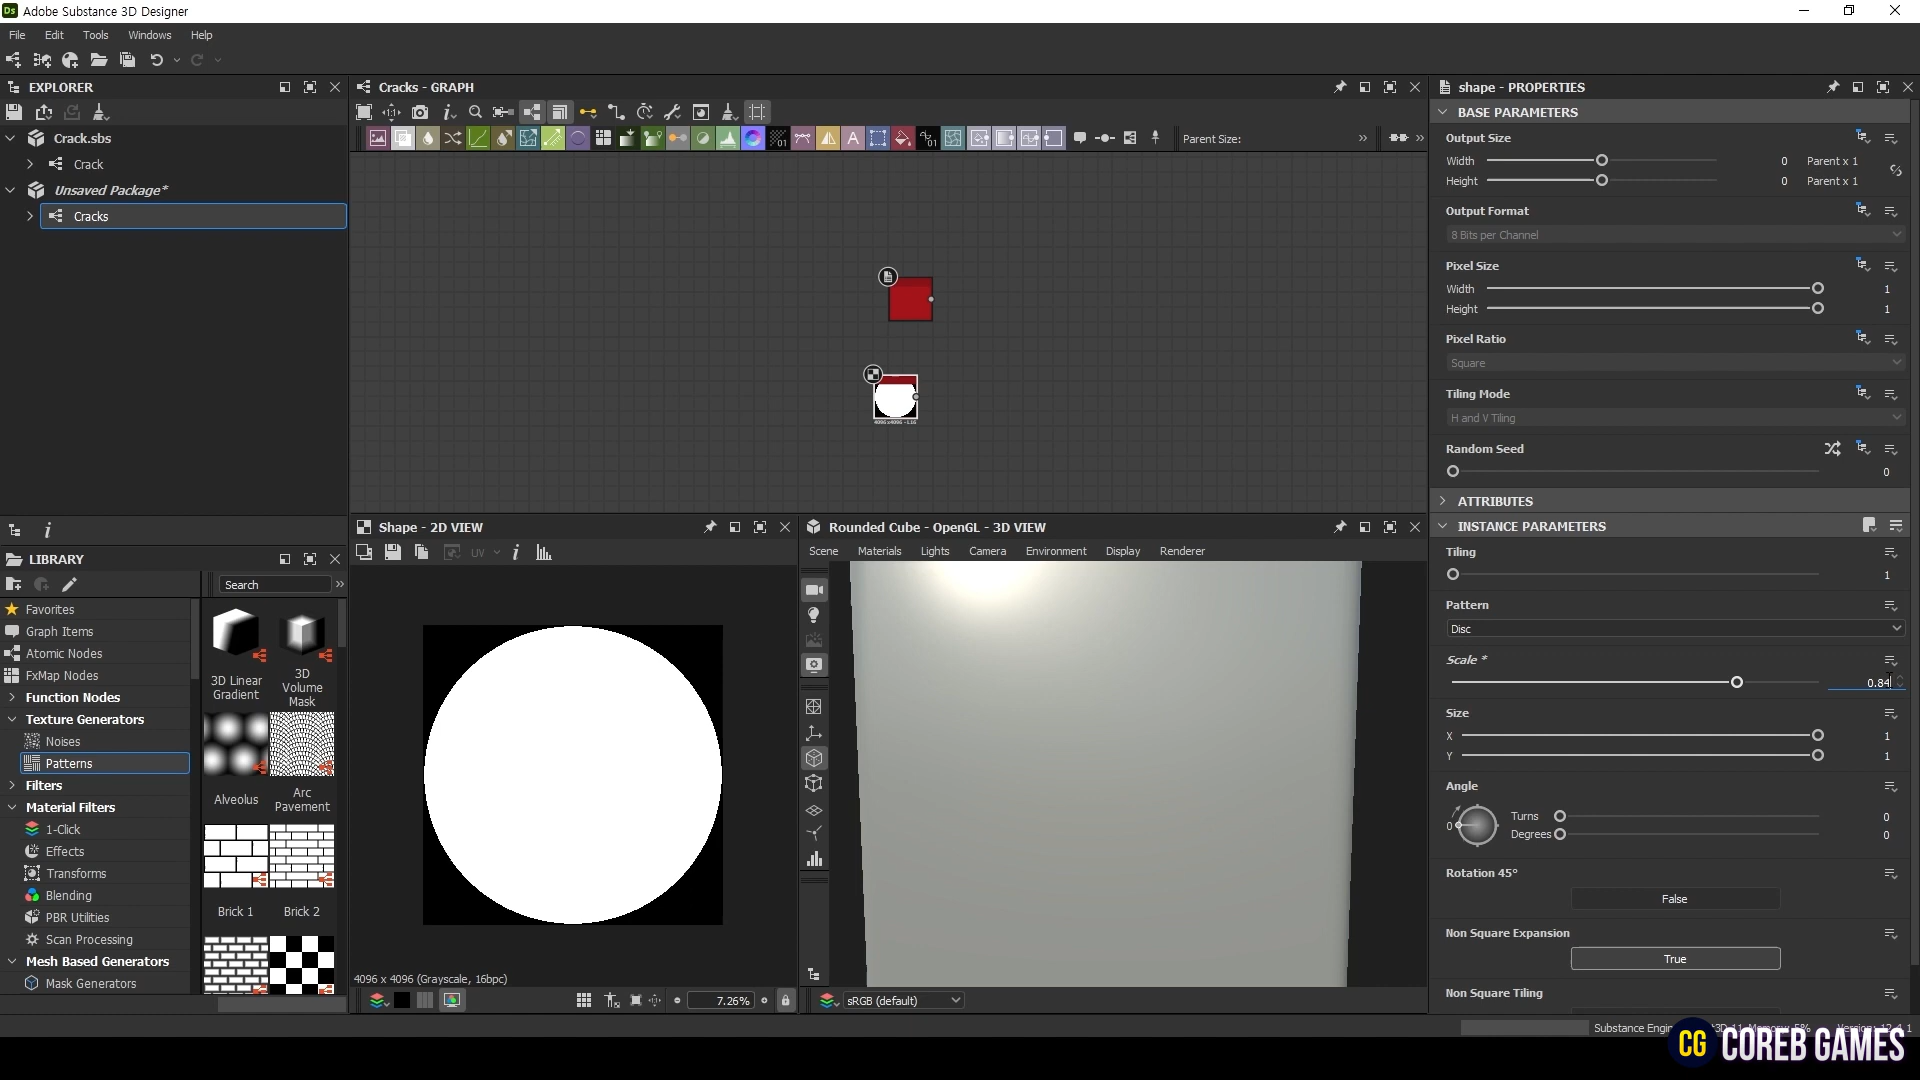 Ds Adobe Substance 3D Designer
File Edit Tools Windows Help
EXPLORER
Crack.sbs
Crack
Unsaved Package*
Cracks
LIBRARY
Search
Favorites
Graph Items
Atomic Nodes
FxMap Nodes
Function Nodes
Texture Generators
Noises
Patterns
Filters
Material Filters
1-Click
Effects
Transforms
Blending
PBR Utilities
Scan Processing
Mesh Based Generators
Mask Generators
3D Linear
Gradient
3D
Volume
Mask
Alveolus
Arc
Pavement
Brick 1
Brick 2
Cracks - GRAPH
Parent Size:
Shape - 2D VIEW
UV
4096 x 4096 (Grayscale, 16bpc)
7.26%
Rounded Cube - OpenGL - 3D VIEW
Scene Materials Lights Camera Environment Display Renderer
sRGB (default)
shape - PROPERTIES
BASE PARAMETERS
Output Size
Width 0 Parent x 1
Height 0 Parent x 1
Output Format
8 Bits per Channel
Pixel Size
Width 1
Height 1
Pixel Ratio
Square
Tiling Mode
H and V Tiling
Random Seed
0
ATTRIBUTES
INSTANCE PARAMETERS
Tiling
1
Pattern
Disc
Scale *
0.84
Size
X 1
Y 1
Angle
0
Turns 0
Degrees 0
Rotation 45°
False
Non Square Expansion
True
Non Square Tiling
Substance Engine
CG COREB GAMES